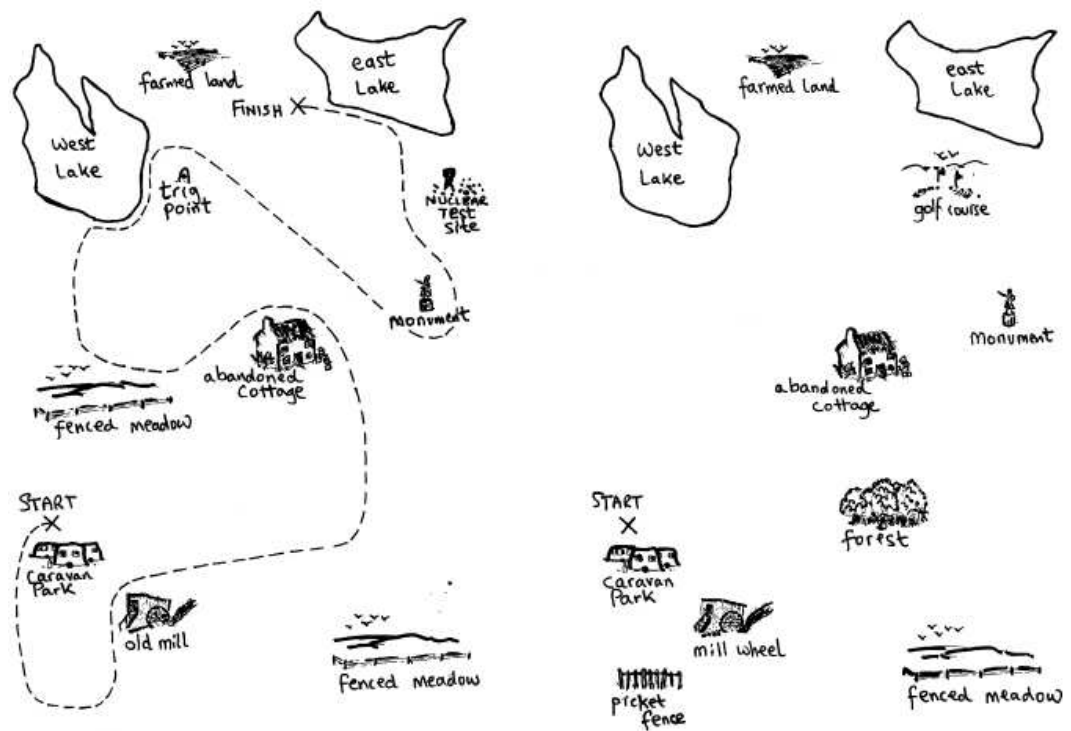 east
Lake
farmed land
FINISH
West
Lake
trig
point
NUCLEAR
TEST
Site
Monument
abandoned
cottage
fenced meadow
START
Caravan
Park
old mill
fenced meadow
east
Lake
farmed land
West
Lake
golf course
Monument
abandoned
cottage
START
forest
Caravan
Park
mill wheel
picket
fence
fenced meadow